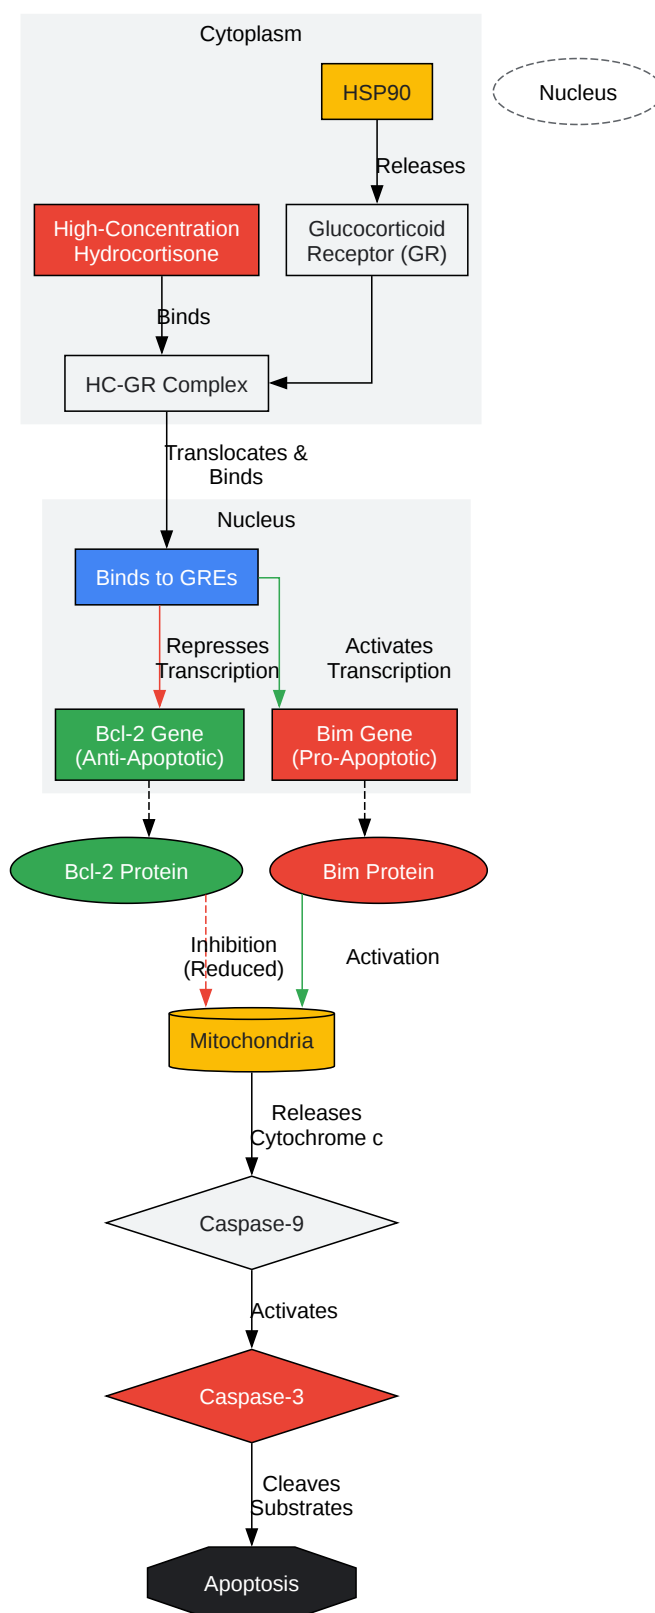 Cytoplasm
HSP90
Nucleus
Releases
High-Concentration
Hydrocortisone
Glucocorticoid
Receptor (GR)
Binds
HC-GR Complex
Translocates &
Binds
Nucleus
Binds to GREs
Represses
Transcription
Activates
Transcription
Bcl-2 Gene
(Anti-Apoptotic)
Bim Gene
(Pro-Apoptotic)
Bcl-2 Protein
Bim Protein
Inhibition
(Reduced)
Activation
Mitochondria
Releases
Cytochrome c
Caspase-9
Activates
Caspase-3
Cleaves
Substrates
Apoptosis